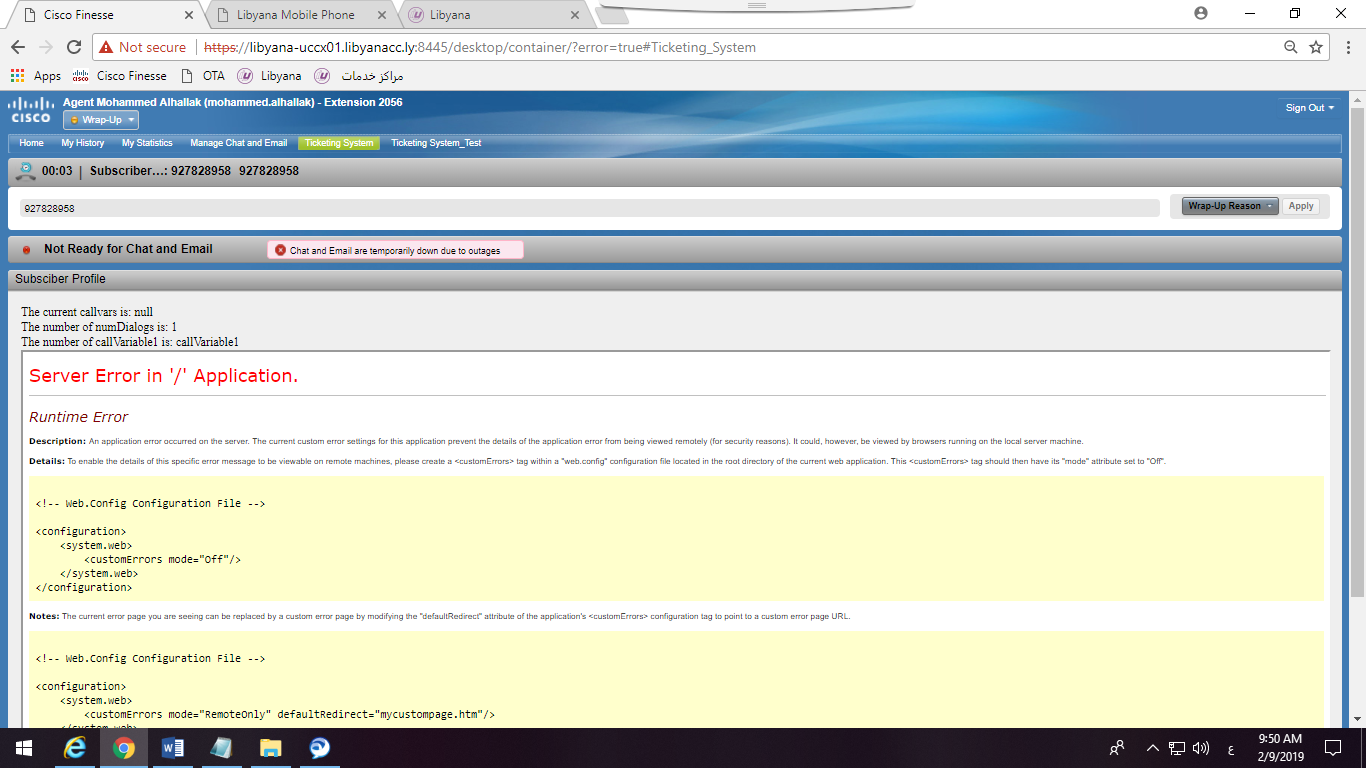 Cisco Finesse
Libyana Mobile Phone
Libyana
Not secure https://libyana-uccx01.libyanacc.ly:8445/desktop/container/?error=true#Ticketing_System
Apps Cisco Finesse OTA Libyana مراكز خدمات
Agent Mohammed Alhallak (mohammed.alhallak) - Extension 2056
Sign Out
CISCO
Wrap-Up
Home My History My Statistics Manage Chat and Email Ticketing System Ticketing System_Test
00:03 | Subscriber...: 927828958 927828958
927828958
Wrap-Up Reason Apply
Not Ready for Chat and Email Chat and Email are temporarily down due to outages
Subsciber Profile
The current callvars is: null
The number of numDialogs is: 1
The number of callVariable1 is: callVariable1
Server Error in '/' Application.
Runtime Error
Description: An application error occurred on the server. The current custom error settings for this application prevent the details of the application error from being viewed remotely (for security reasons). It could, however, be viewed by browsers running on the local server machine.
Details: To enable the details of this specific error message to be viewable on remote machines, please create a <customErrors> tag within a "web.config" configuration file located in the root directory of the current web application. This <customErrors> tag should then have its "mode" attribute set to "Off".
<!-- Web.Config Configuration File -->
<configuration>
<system.web>
<customErrors mode="Off"/>
</system.web>
</configuration>
Notes: The current error page you are seeing can be replaced by a custom error page by modifying the "defaultRedirect" attribute of the application's <customErrors> configuration tag to point to a custom error page URL.
<!-- Web.Config Configuration File -->
<configuration>
<system.web>
<customErrors mode="RemoteOnly" defaultRedirect="mycustompage.htm"/>
</system.web>
ع
9:50 AM
2/9/2019